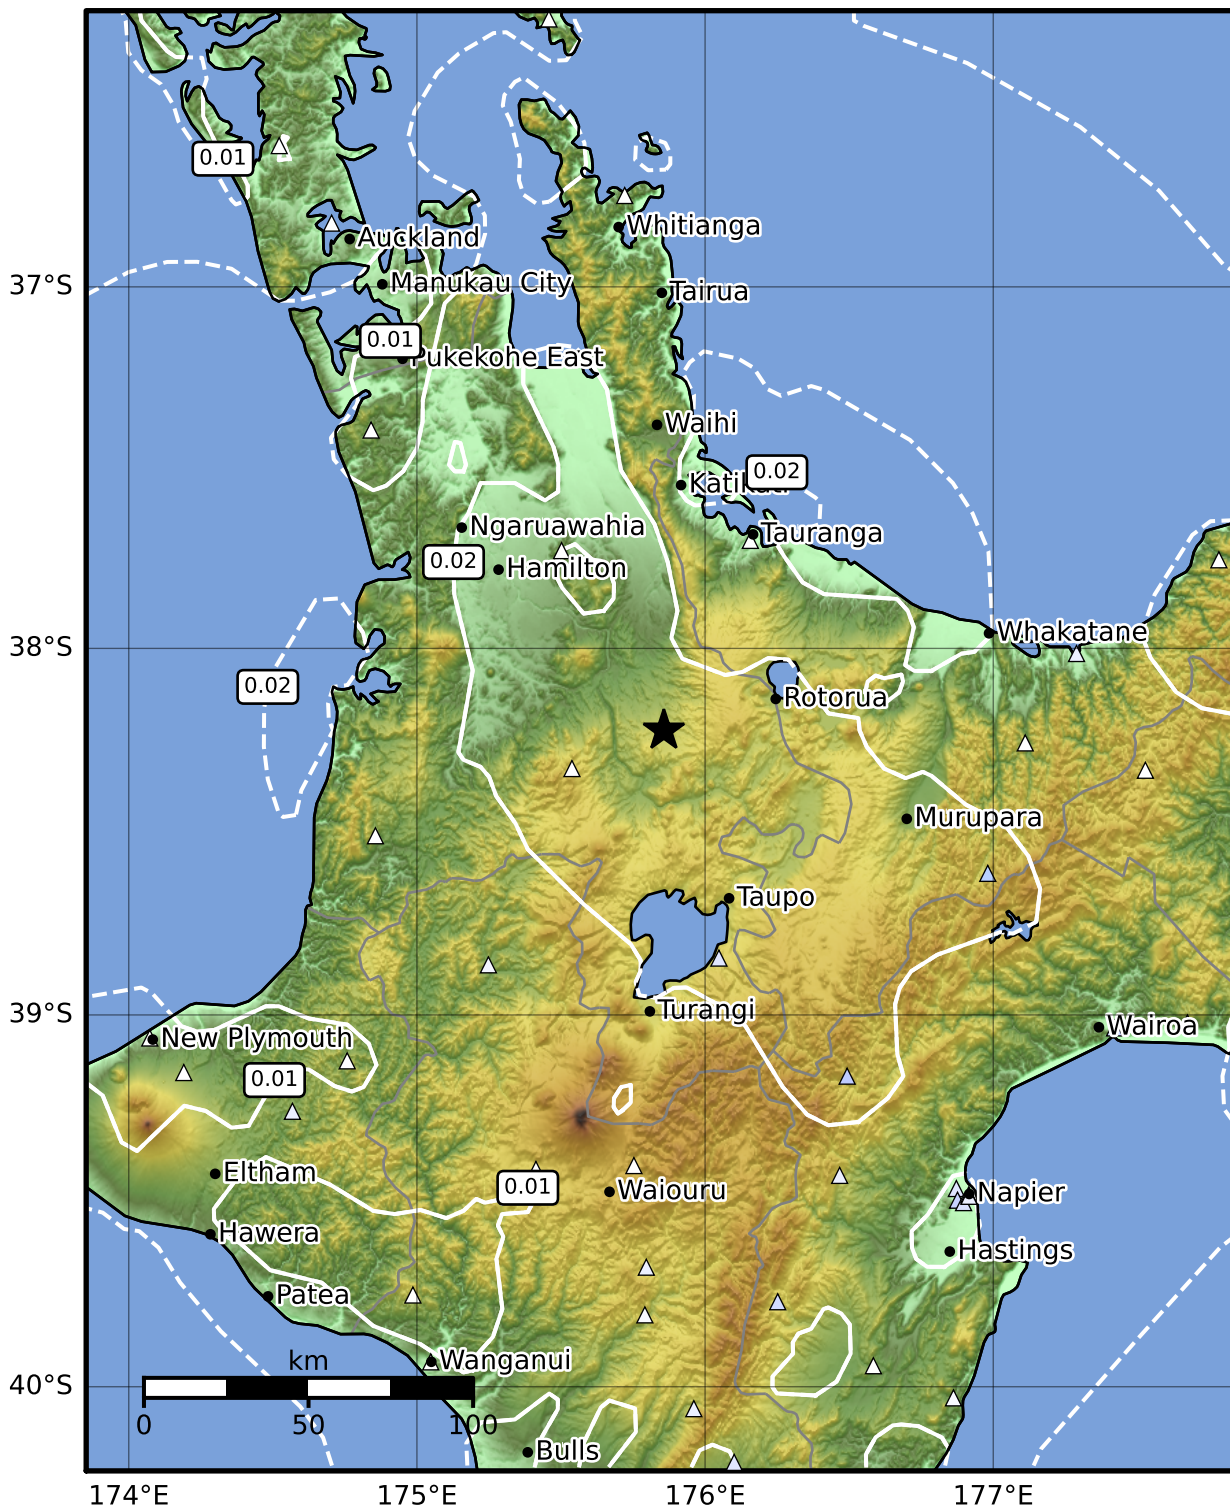 0.01
Auckland
Whitianga
Manukau City
37°S
Tairua
0.01
Pukekohe East
Waihi
0.02
Ngaruawahia
Tauranga
0.02
Hamilton
38°S
Whakatane
0.02
Rotorua
Murupara
Taupo
39°S
Turangi
Wairoa
New Plymouth
0.01
Eltham
0.01
Waiouru
Napier
Hawera
Hastings
Patea
km
Wanganui
40°S
0
50
100
Bulls
174°E
175°E
176°E
177°E